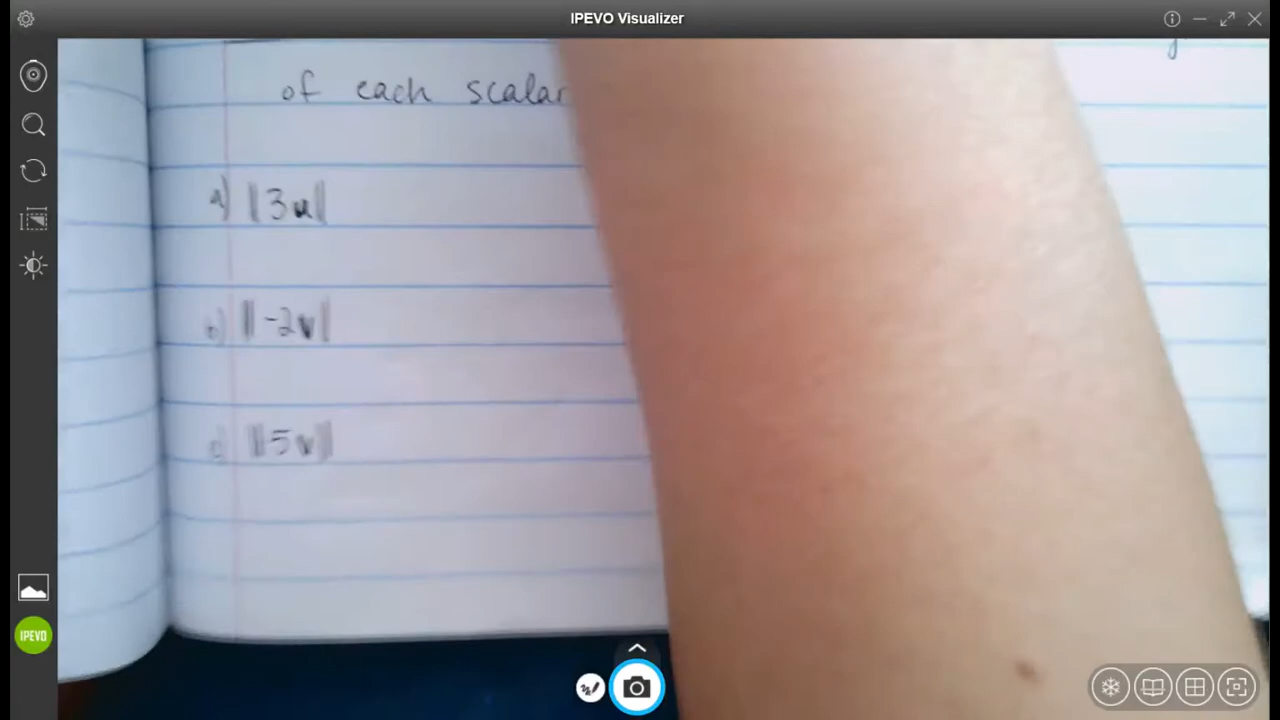 IPEVO Visualizer
of each scalar
a) ||3u||
b) ||-2v||
c) ||5v||
IPEVO